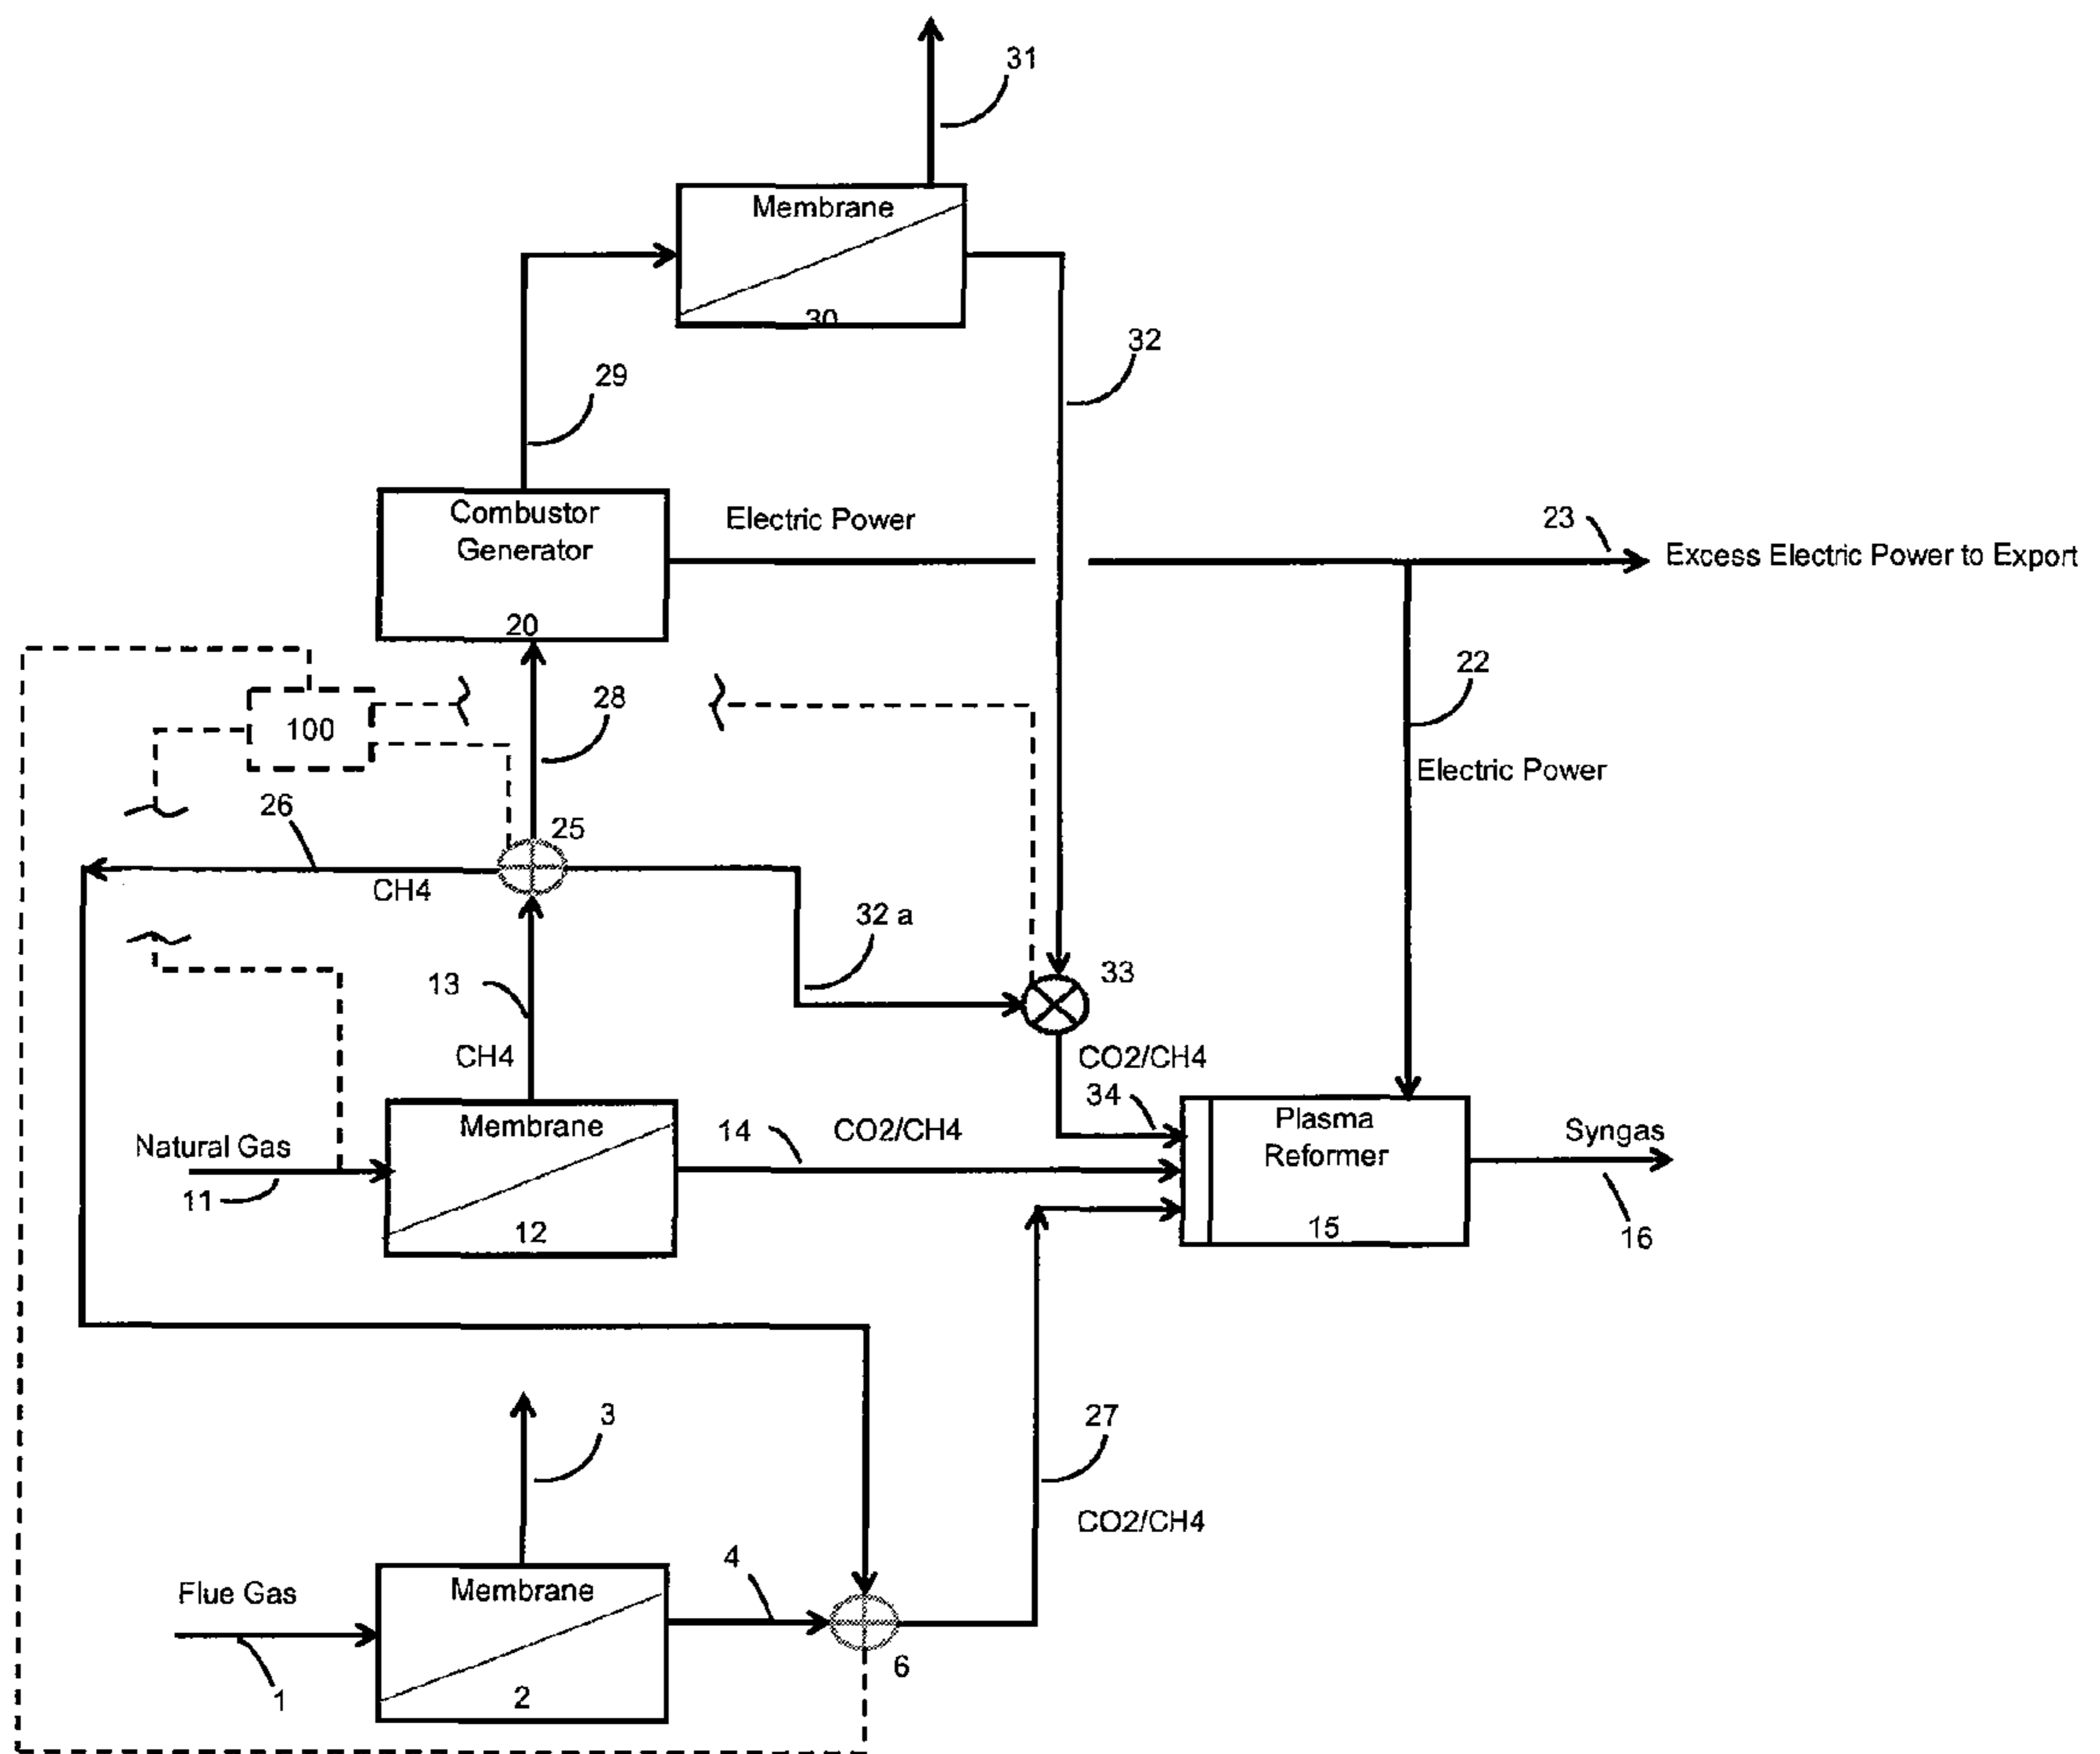 31
Membrane
30
32
29
Combustor
Generator
20
Electric Power
23
Excess Electric Power to Export
22
Electric Power
100
28
26
25
CH4
32 a
13
33
CH4
CO2/CH4
34
Natural Gas
11
Membrane
12
14
CO2/CH4
Plasma
Reformer
15
Syngas
16
3
27
CO2/CH4
Flue Gas
1
Membrane
2
4
6